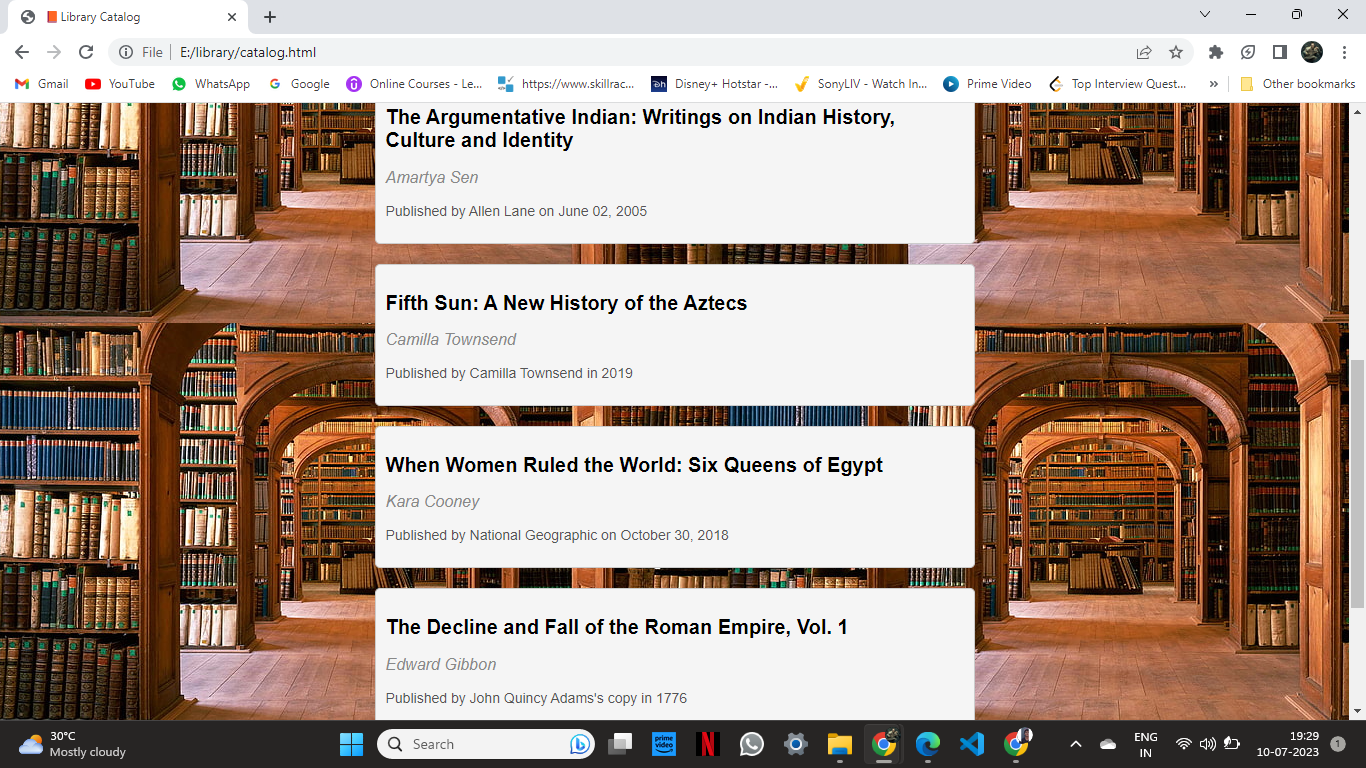 Library Catalog
File
E:/library/catalog.html
Gmail
YouTube
WhatsApp
Google
Online Courses - Le...
https://www.skillrac...
Disney+ Hotstar -...
SonyLIV - Watch In...
Prime Video
Top Interview Quest...
»
Other bookmarks
The Argumentative Indian: Writings on Indian History,
Culture and Identity
Amartya Sen
Published by Allen Lane on June 02, 2005
Fifth Sun: A New History of the Aztecs
Camilla Townsend
Published by Camilla Townsend in 2019
When Women Ruled the World: Six Queens of Egypt
Kara Cooney
Published by National Geographic on October 30, 2018
The Decline and Fall of the Roman Empire, Vol. 1
Edward Gibbon
Published by John Quincy Adams's copy in 1776
30°C
Mostly cloudy
Search
prime video
N
ENG
IN
19:29
10-07-2023
1